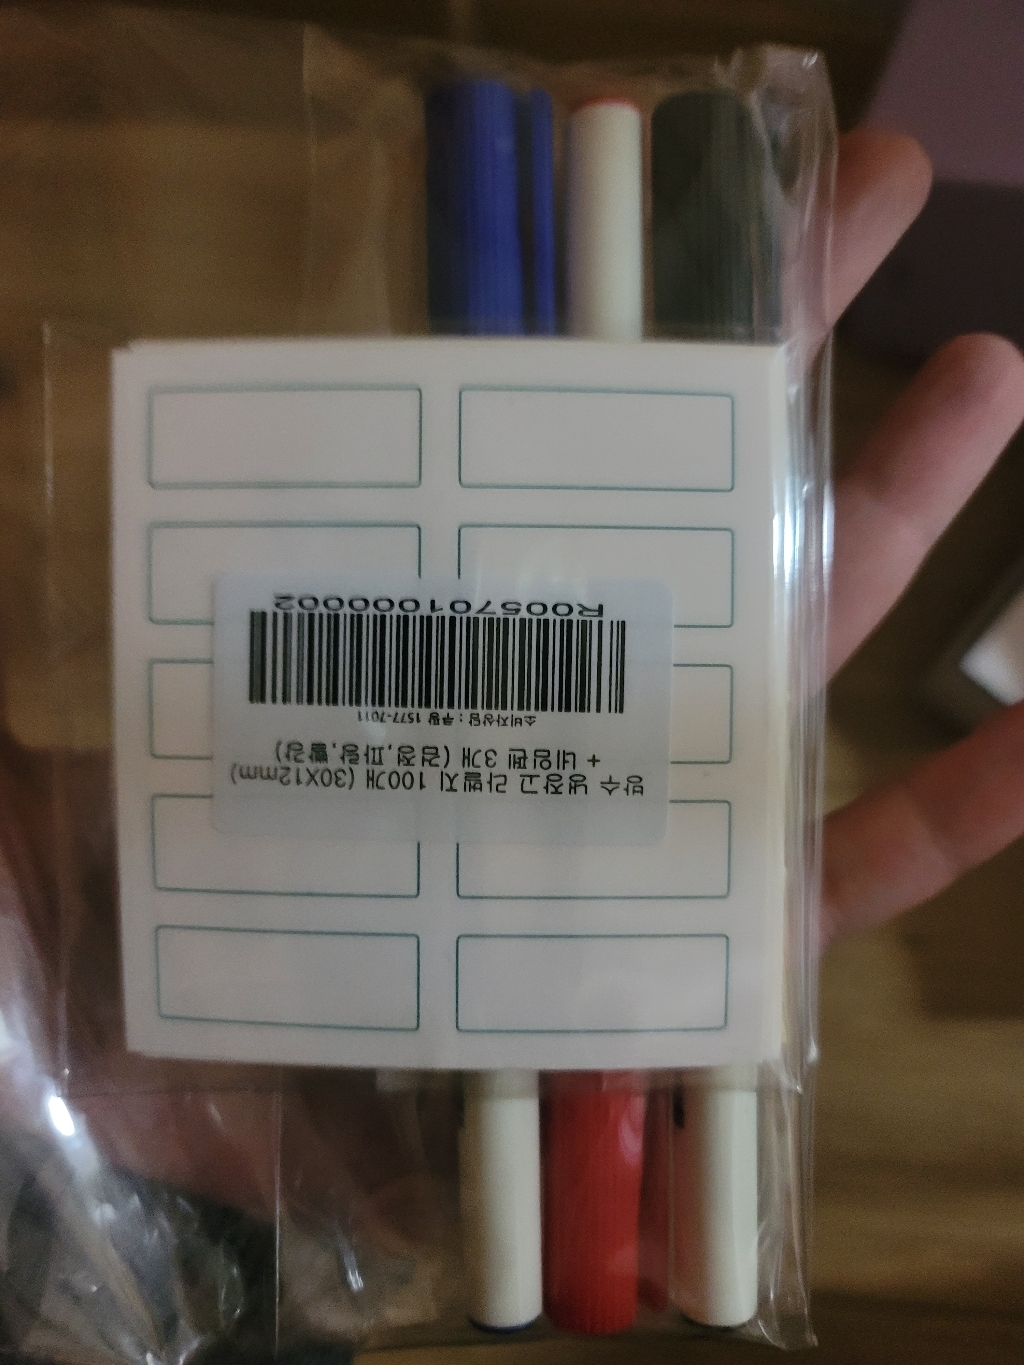 방수 냉장고 라벨지 100개 (30X12mm)
+ 네임펜 3개 (검정,파랑,빨강)
소비자상담 : 쿠팡 1577-7011
R005701000002